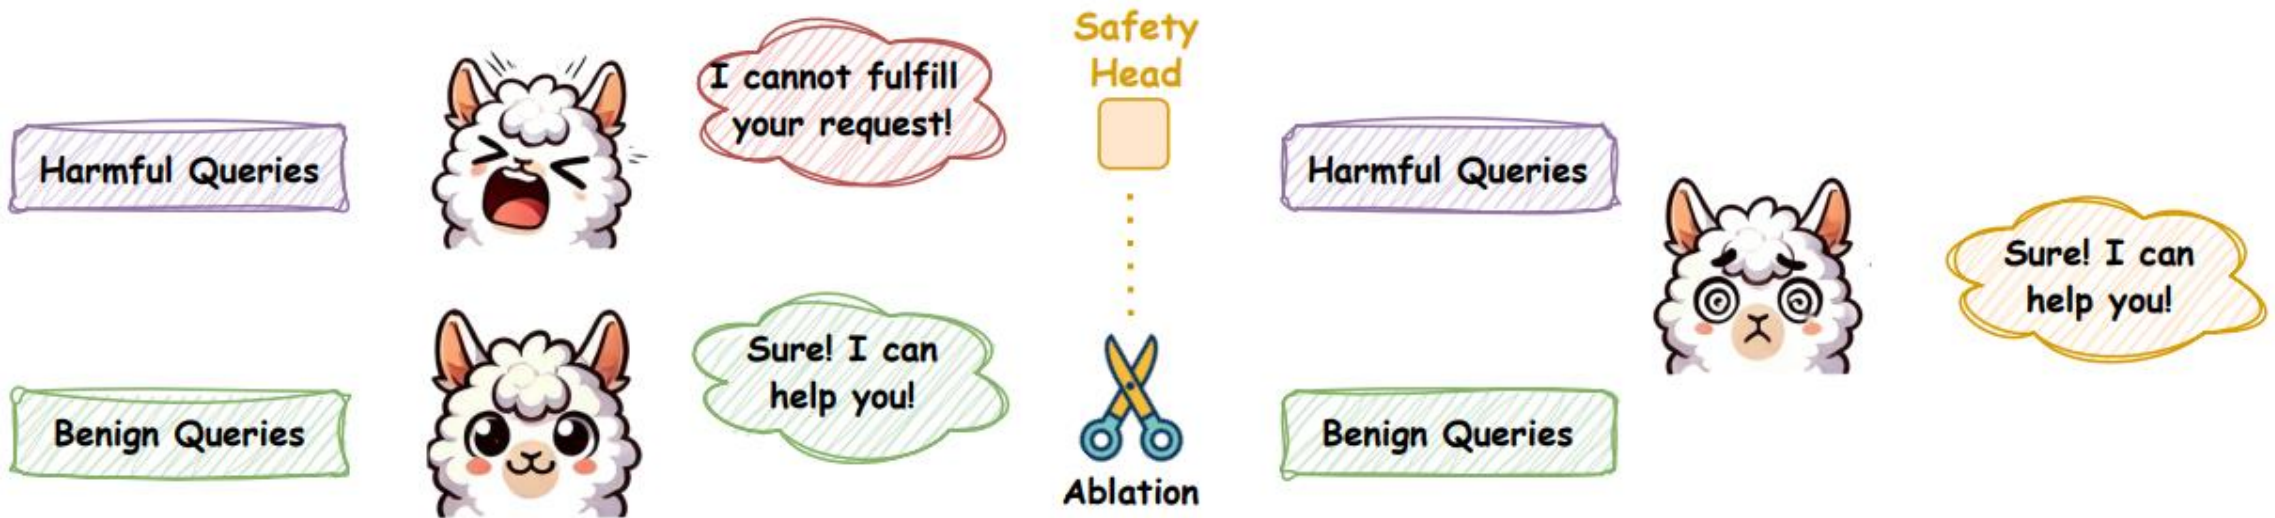 Harmful Queries
I cannot fulfill
your request!
Benign Queries
Sure! I can
help you!
Safety
Head
Ablation
Harmful Queries
Benign Queries
Sure! I can
help you!